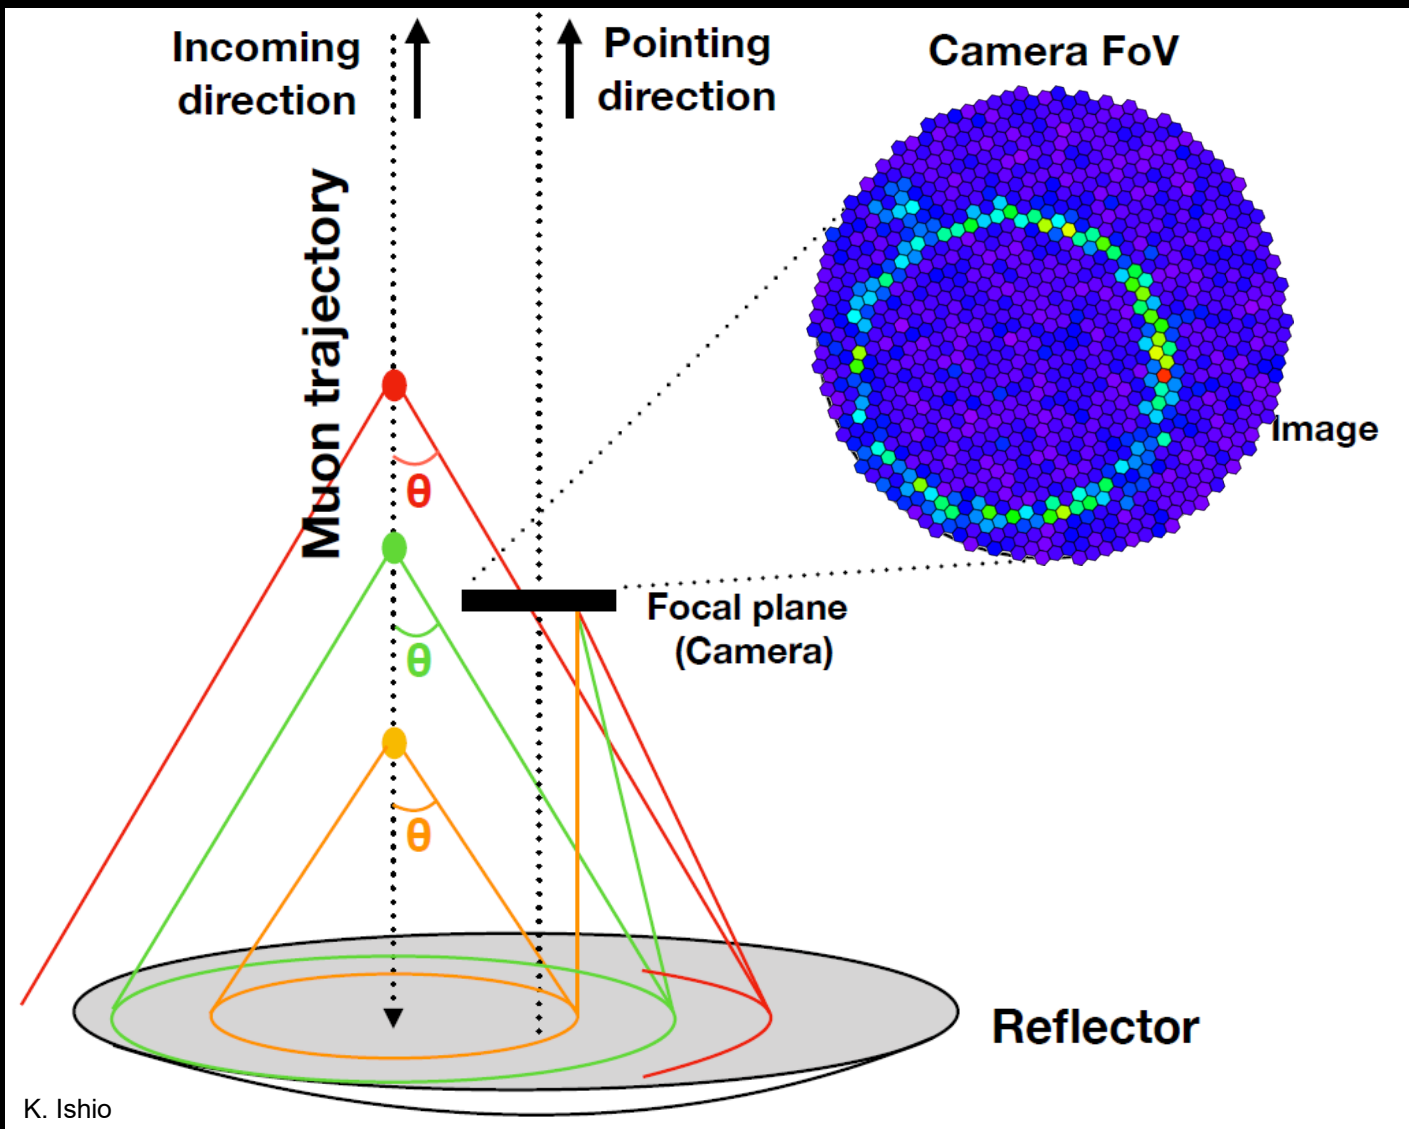 Incoming
direction
Pointing
direction
Camera FoV
Muon trajectory
Image
θ
θ
θ
Focal plane
(Camera)
Reflector
K. Ishio